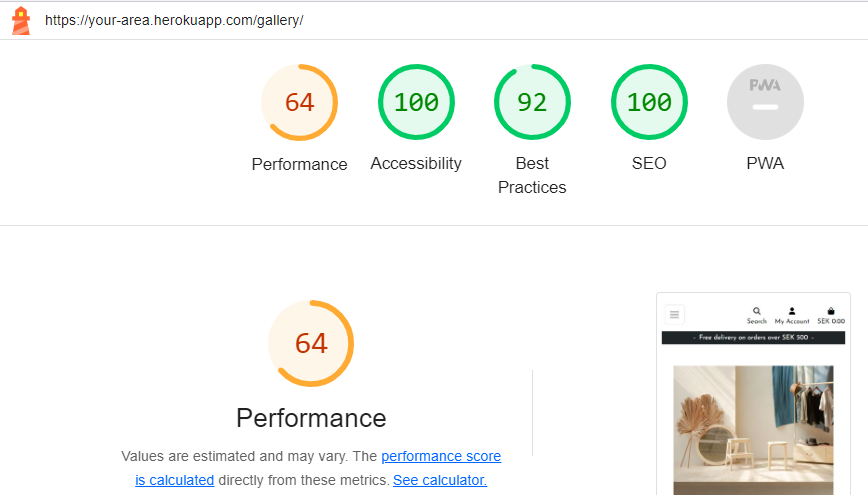 https://your-area.herokuapp.com/gallery/
64 100 92 100 PWA
Performance Accessibility Best Practices SEO PWA
64
Performance
Values are estimated and may vary. The performance score
is calculated directly from these metrics. See calculator.
Search My Account SEK 0.00
- Free delivery on orders over SEK 500 -